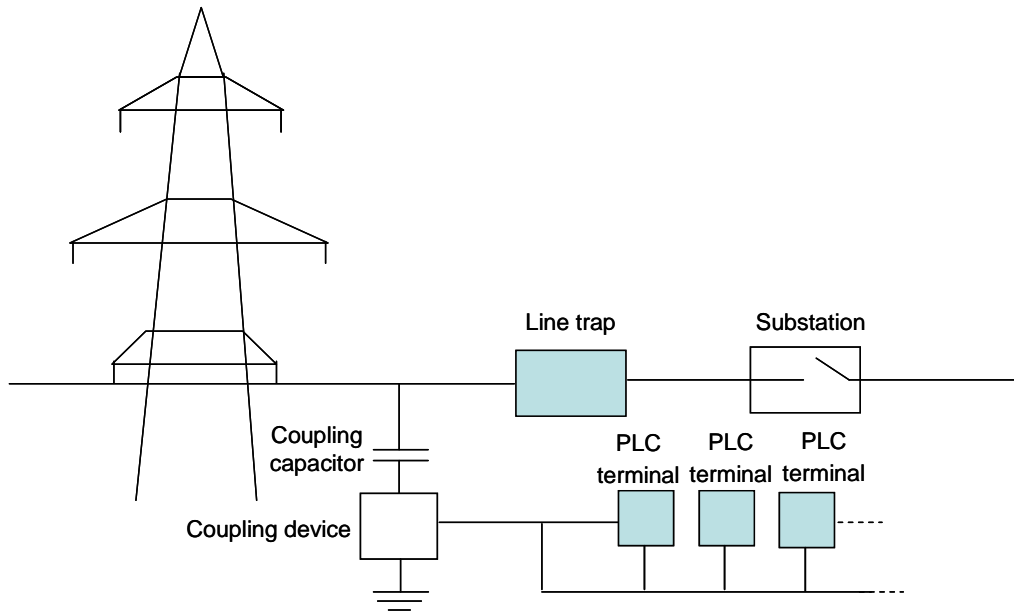 Line trap
Substation
Coupling
capacitor
PLC
terminal
PLC
terminal
PLC
terminal
Coupling device